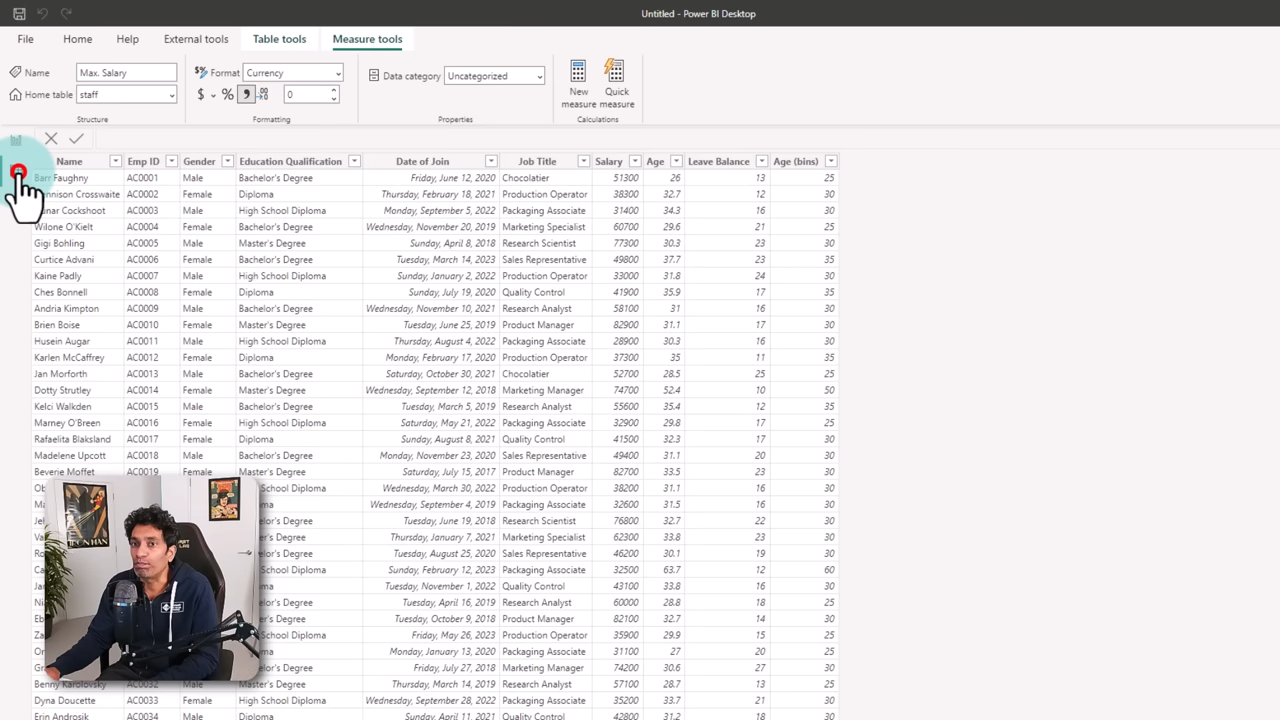 Untitled - Power BI Desktop
File Home Help External tools Table tools Measure tools
Name Max. Salary Format Currency Data category Uncategorized New measure Quick measure
Home table staff $ % 0
Structure Formatting Properties Calculations
Name Emp ID Gender Education Qualification Date of Join Job Title Salary Age Leave Balance Age (bins)
Barr Faughny AC0001 Male Bachelor's Degree Friday, June 12, 2020 Chocolatier 51300 26 13 25
Crosswaite AC0002 Female Diploma Thursday, February 18, 2021 Production Operator 38300 32.7 12 30
Cockshoot AC0003 Male High School Diploma Monday, September 5, 2022 Packaging Associate 31400 34.3 16 30
Wilone O'Kielt AC0004 Female Bachelor's Degree Wednesday, November 20, 2019 Marketing Specialist 60700 29.6 21 25
Gigi Bohling AC0005 Male Master's Degree Sunday, April 8, 2018 Research Scientist 77300 30.3 23 30
Curtice Advani AC0006 Female Bachelor's Degree Tuesday, March 14, 2023 Sales Representative 49800 37.7 23 35
Kaine Padly AC0007 Male High School Diploma Sunday, January 2, 2022 Production Operator 33000 31.8 24 30
Ches Bonnell AC0008 Female Diploma Sunday, July 19, 2020 Quality Control 41900 35.9 17 35
Andria Kimpton AC0009 Male Bachelor's Degree Wednesday, November 10, 2021 Research Analyst 58100 31 16 30
Brien Boise AC0010 Female Master's Degree Tuesday, June 25, 2019 Product Manager 82900 31.1 17 30
Husein Augar AC0011 Male High School Diploma Thursday, August 4, 2022 Packaging Associate 28900 30.3 16 30
Karlen McCaffrey AC0012 Female Diploma Monday, February 17, 2020 Production Operator 37300 35 11 35
Jan Morforth AC0013 Male Bachelor's Degree Saturday, October 30, 2021 Chocolatier 52700 28.5 25 25
Dotty Strutley AC0014 Female Master's Degree Wednesday, September 12, 2018 Marketing Manager 74700 52.4 10 50
Kelci Walkden AC0015 Male Bachelor's Degree Tuesday, March 5, 2019 Research Analyst 55600 35.4 12 35
Marney O'Breen AC0016 Female High School Diploma Saturday, May 21, 2022 Packaging Associate 32900 29.8 17 25
Rafaelita Blaksland AC0017 Female Diploma Sunday, August 8, 2021 Quality Control 41500 32.3 17 30
Madelene Upcott AC0018 Male Bachelor's Degree Monday, November 23, 2020 Sales Representative 49400 31.1 20 30
Beverie Moffet AC0019 Female Master's Degree Saturday, July 15, 2017 Product Manager 82700 33.5 23 30
School Diploma Wednesday, March 30, 2022 Production Operator 38200 31.1 16 30
School Diploma Wednesday, September 4, 2019 Packaging Associate 32600 31.5 16 30
Degree Tuesday, June 19, 2018 Research Scientist 76800 32.7 22 30
Degree Thursday, January 7, 2021 Marketing Specialist 62300 33.8 23 30
Degree Tuesday, August 25, 2020 Sales Representative 46200 30.1 19 30
School Diploma Sunday, February 12, 2023 Packaging Associate 32500 63.7 12 60
Tuesday, November 1, 2022 Quality Control 43100 33.8 16 30
Degree Tuesday, April 16, 2019 Research Analyst 60000 28.8 18 25
Degree Tuesday, October 9, 2018 Product Manager 82100 32.7 14 30
School Diploma Friday, May 26, 2023 Production Operator 35900 29.9 15 25
School Diploma Monday, January 13, 2020 Packaging Associate 31100 27 20 25
Degree Friday, July 27, 2018 Marketing Manager 74200 30.6 27 30
Benny Karolovsky AC0032 Male Bachelor's Degree Thursday, March 14, 2019 Research Analyst 57100 28.7 13 25
Dyna Doucette AC0033 Female High School Diploma Wednesday, September 28, 2022 Packaging Associate 35200 33.7 21 30
Erin Androsik AC0034 Male Diploma Sunday, April 11, 2021 Quality Control 42800 31.2 18 30